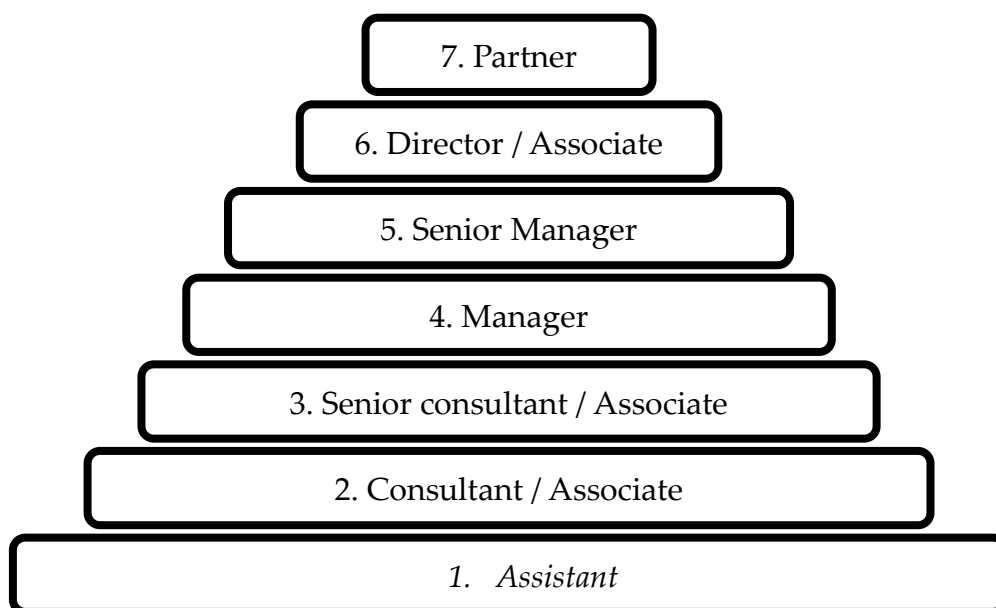 7. Partner
6. Director / Associate
5. Senior Manager
4. Manager
3. Senior consultant / Associate
2. Consultant / Associate
1. Assistant